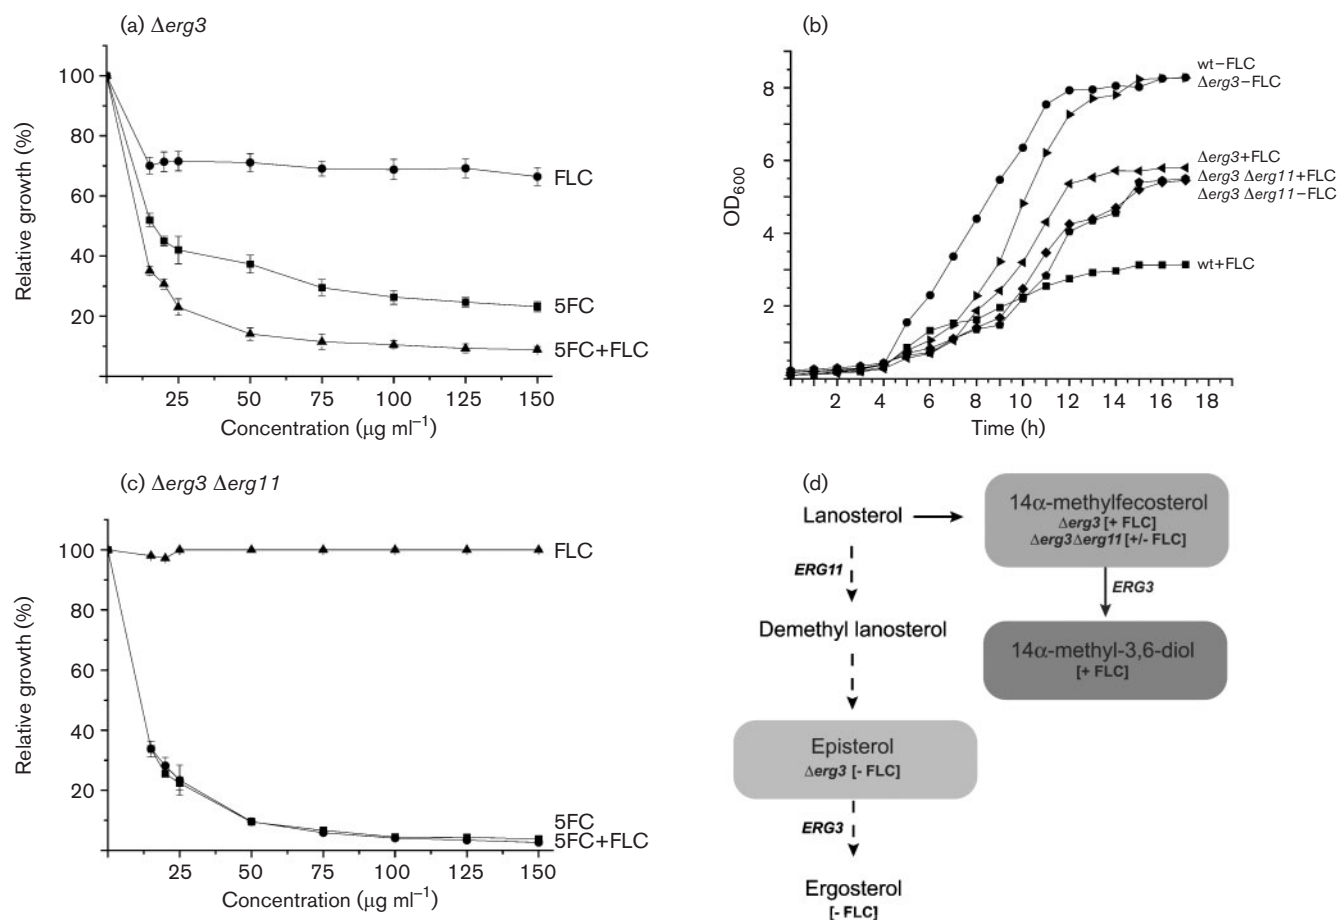 (a) Δerg3
Relative growth (%)
100
80
60
40
20
FLC
5FC
5FC+FLC
25 50 75 100 125 150
Concentration (µg ml⁻¹)
(b)
OD₆₀₀
8
6
4
2
wt−FLC
Δerg3−FLC
Δerg3+FLC
Δerg3 Δerg11+FLC
Δerg3 Δerg11−FLC
wt+FLC
2 4 6 8 10 12 14 16 18
Time (h)
(c) Δerg3 Δerg11
Relative growth (%)
100
80
60
40
20
FLC
5FC
5FC+FLC
25 50 75 100 125 150
Concentration (µg ml⁻¹)
(d)
Lanosterol
14α-methylfecosterol
Δerg3 [+ FLC]
Δerg3Δerg11 [+/- FLC]
ERG11
ERG3
Demethyl lanosterol
14α-methyl-3,6-diol
[+ FLC]
Episterol
Δerg3 [- FLC]
ERG3
Ergosterol
[- FLC]